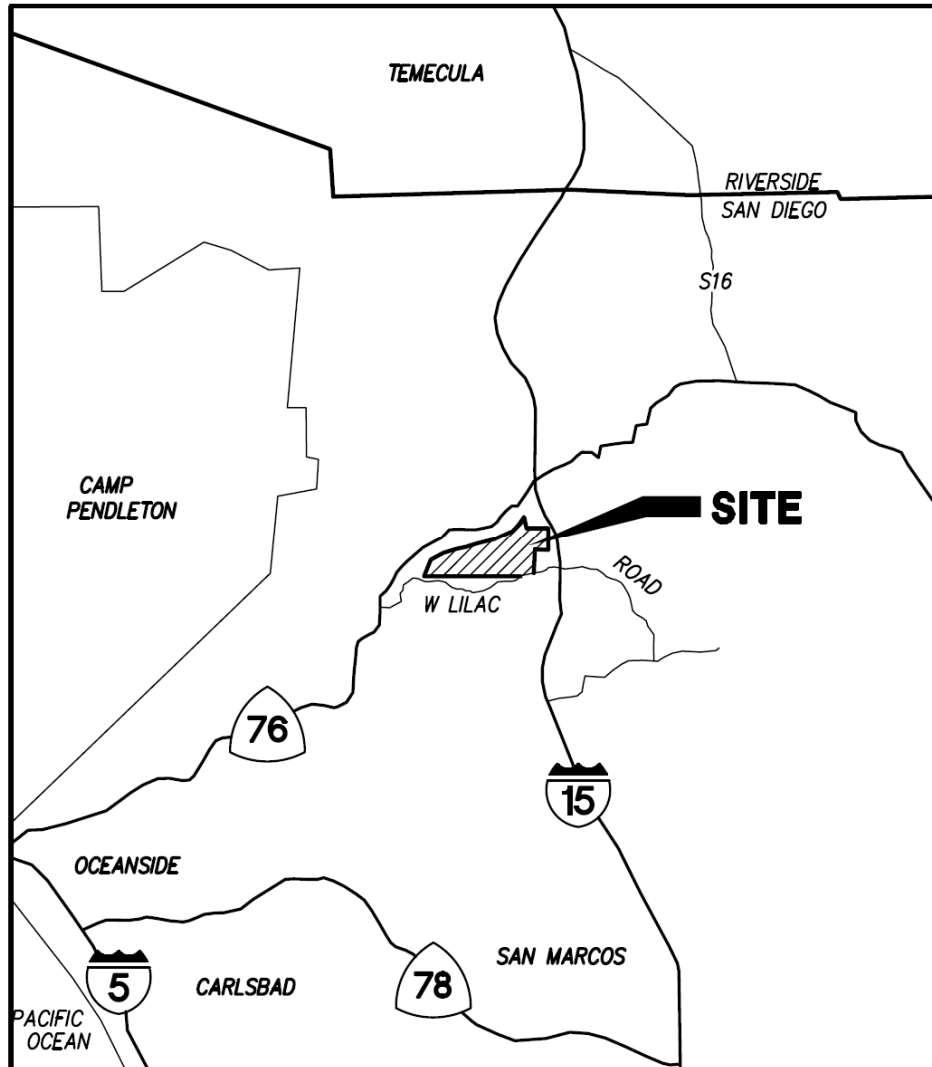 TEMECULA
RIVERSIDE
SAN DIEGO
S16
CAMP
PENDLETON
SITE
ROAD
W LILAC
76
15
OCEANSIDE
SAN MARCOS
5
CARLSBAD
78
PACIFIC
OCEAN